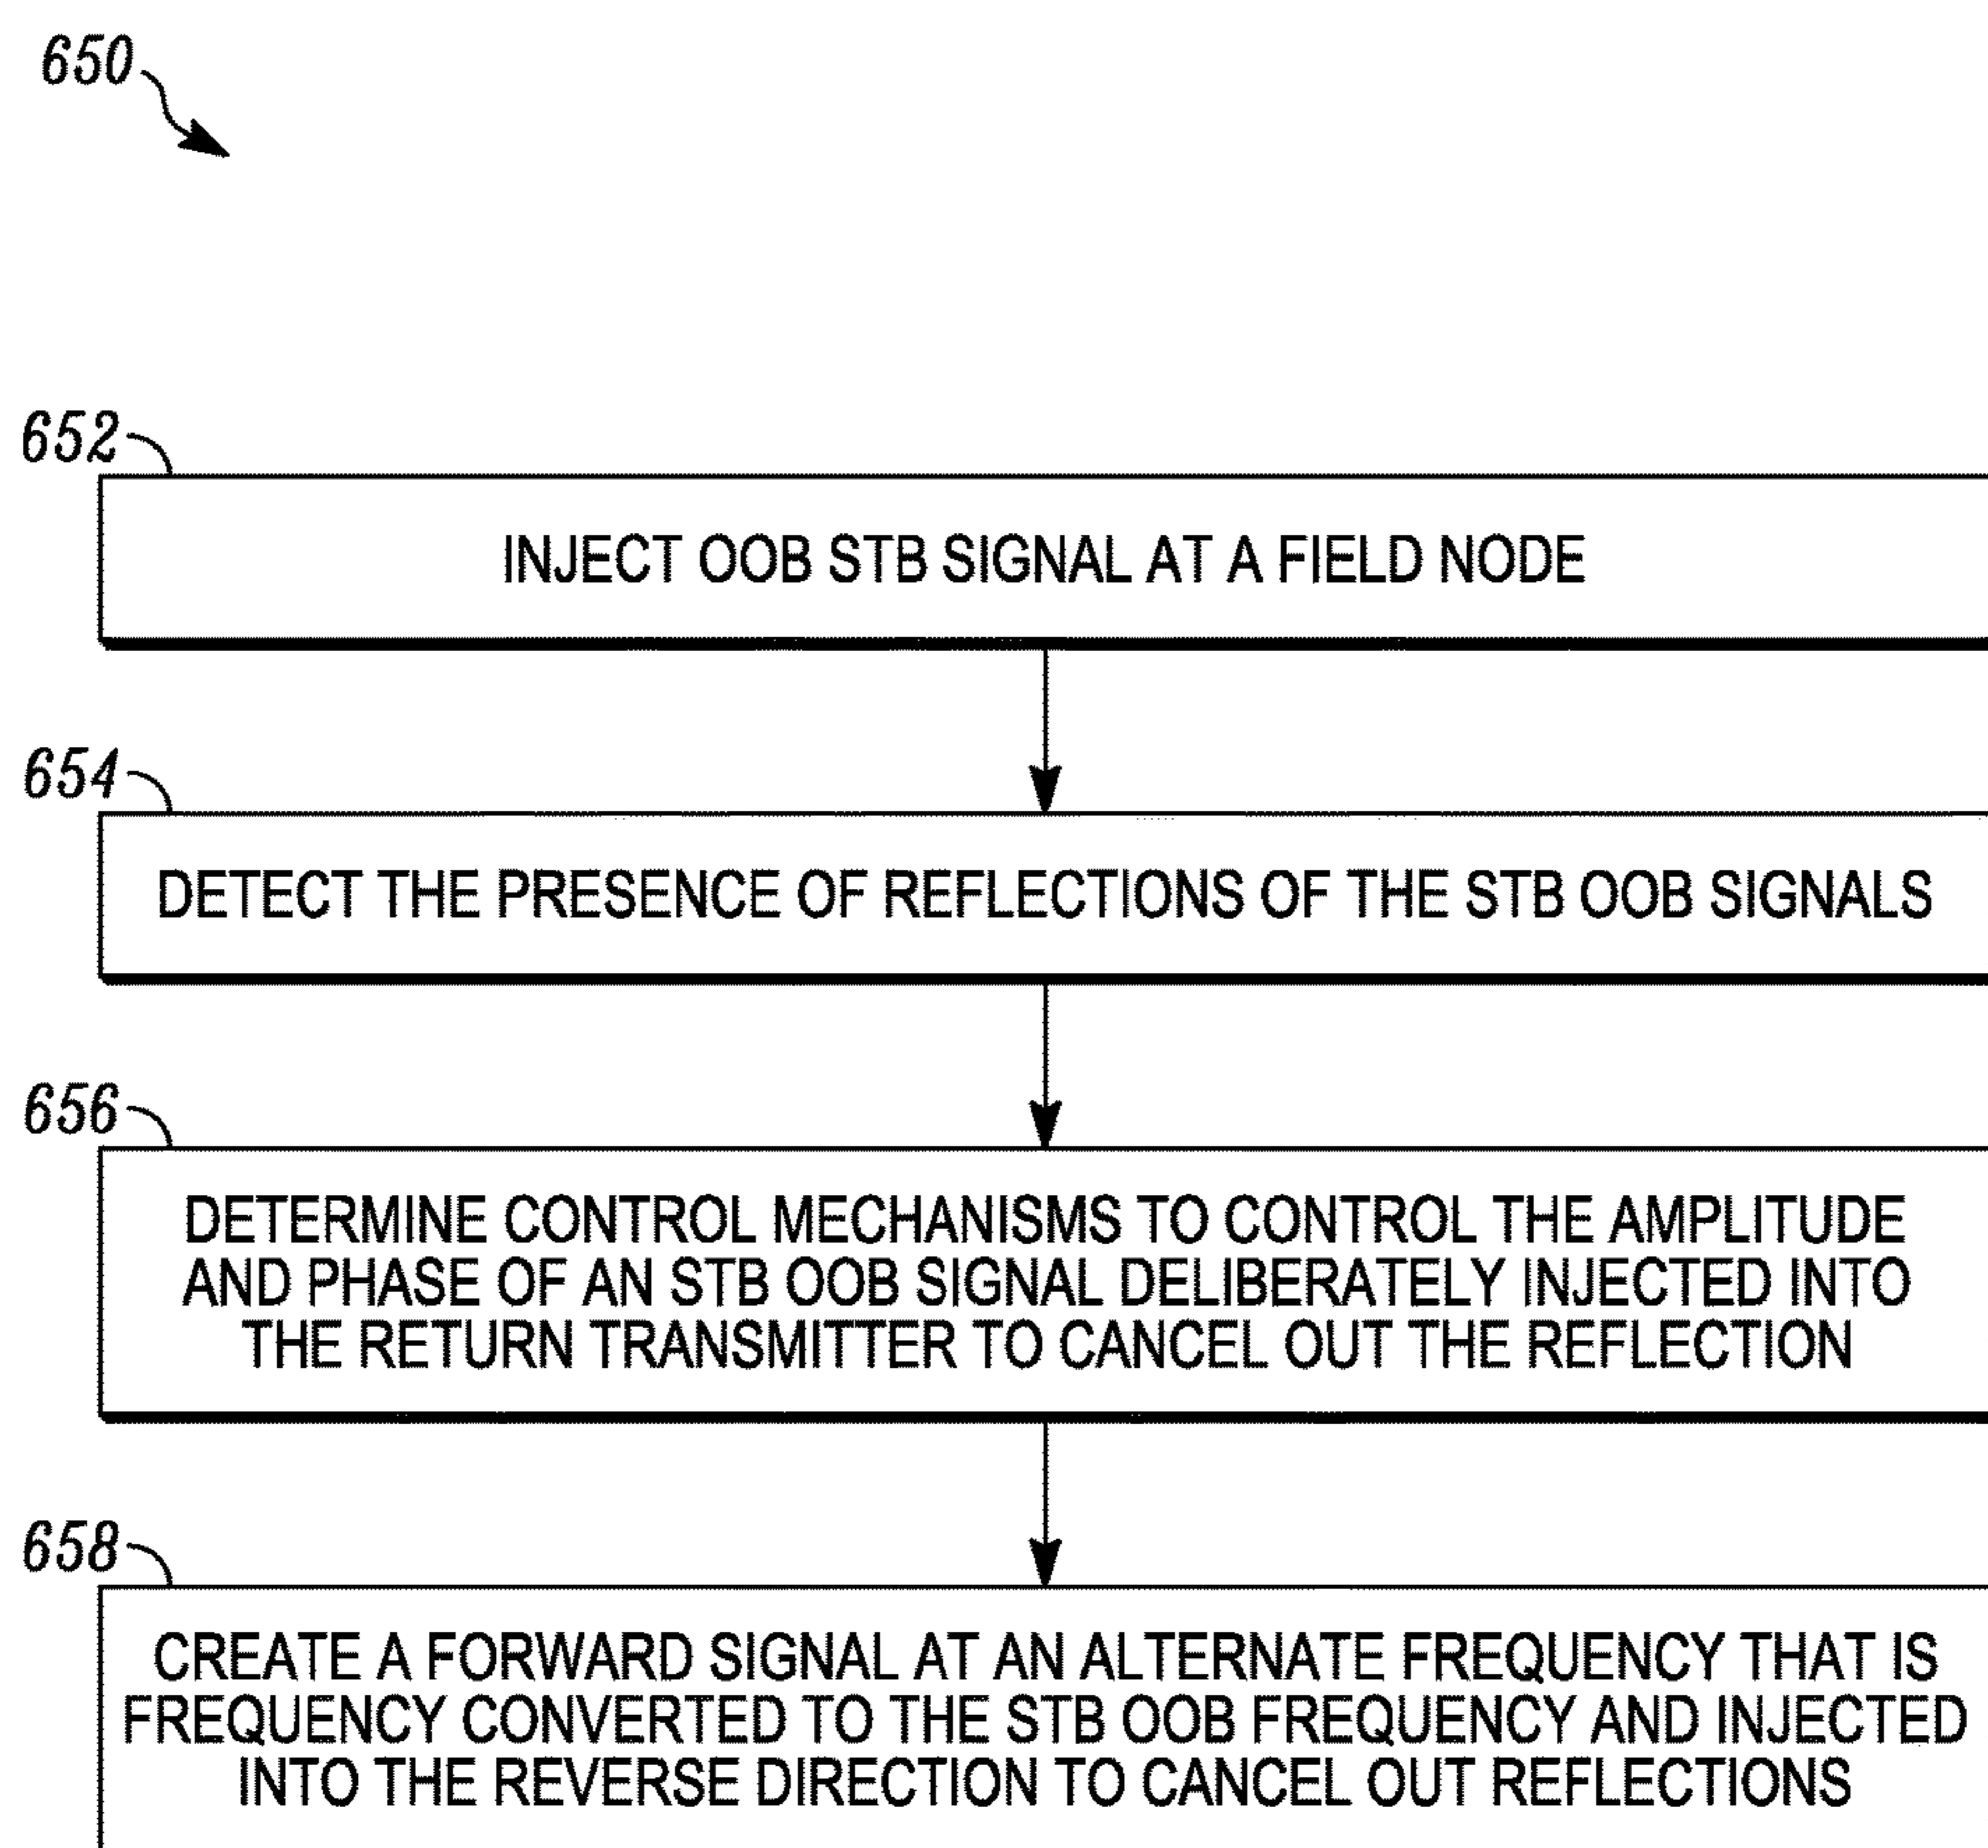 650
652
INJECT OOB STB SIGNAL AT A FIELD NODE
654
DETECT THE PRESENCE OF REFLECTIONS OF THE STB OOB SIGNALS
656
DETERMINE CONTROL MECHANISMS TO CONTROL THE AMPLITUDE
AND PHASE OF AN STB OOB SIGNAL DELIBERATELY INJECTED INTO
THE RETURN TRANSMITTER TO CANCEL OUT THE REFLECTION
658
CREATE A FORWARD SIGNAL AT AN ALTERNATE FREQUENCY THAT IS
FREQUENCY CONVERTED TO THE STB OOB FREQUENCY AND INJECTED
INTO THE REVERSE DIRECTION TO CANCEL OUT REFLECTIONS